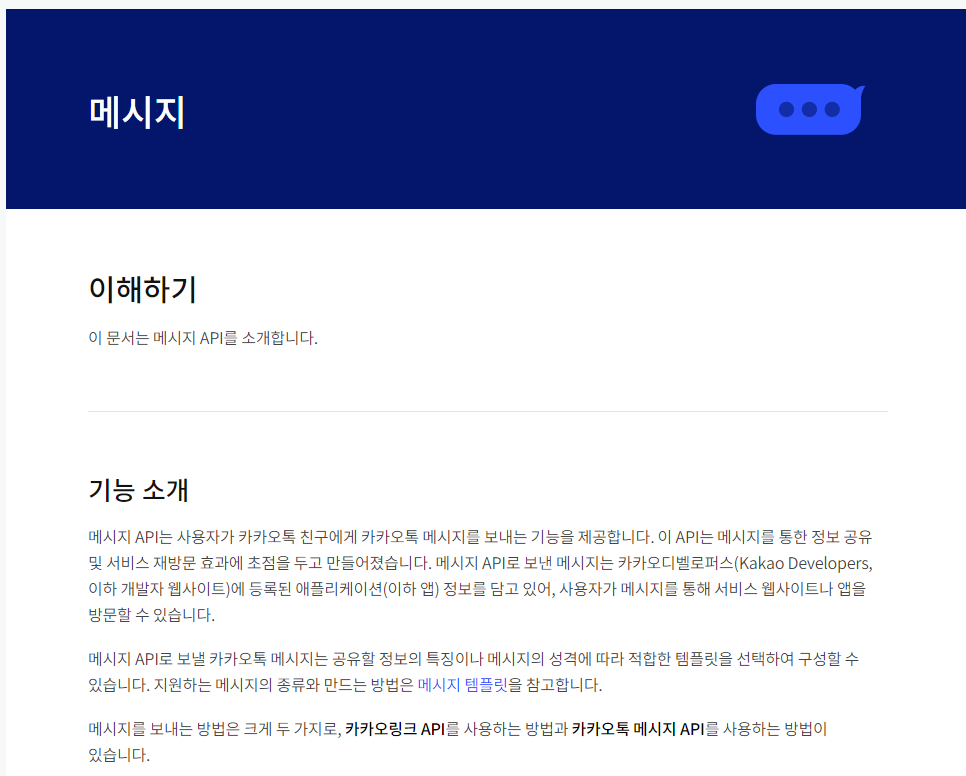 메시지
이해하기
이 문서는 메시지 API를 소개합니다.
기능 소개
메시지 API는 사용자가 카카오톡 친구에게 카카오톡 메시지를 보내는 기능을 제공합니다. 이 API는 메시지를 통한 정보 공유
및 서비스 재방문 효과에 초점을 두고 만들어졌습니다. 메시지 API로 보낸 메시지는 카카오디벨로퍼스(Kakao Developers,
이하 개발자 웹사이트)에 등록된 애플리케이션(이하 앱) 정보를 담고 있어, 사용자가 메시지를 통해 서비스 웹사이트나 앱을
방문할 수 있습니다.
메시지 API로 보낼 카카오톡 메시지는 공유할 정보의 특징이나 메시지의 성격에 따라 적합한 템플릿을 선택하여 구성할 수
있습니다. 지원하는 메시지의 종류와 만드는 방법은 메시지 템플릿을 참고합니다.
메시지를 보내는 방법은 크게 두 가지로, 카카오링크 API를 사용하는 방법과 카카오톡 메시지 API를 사용하는 방법이
있습니다.